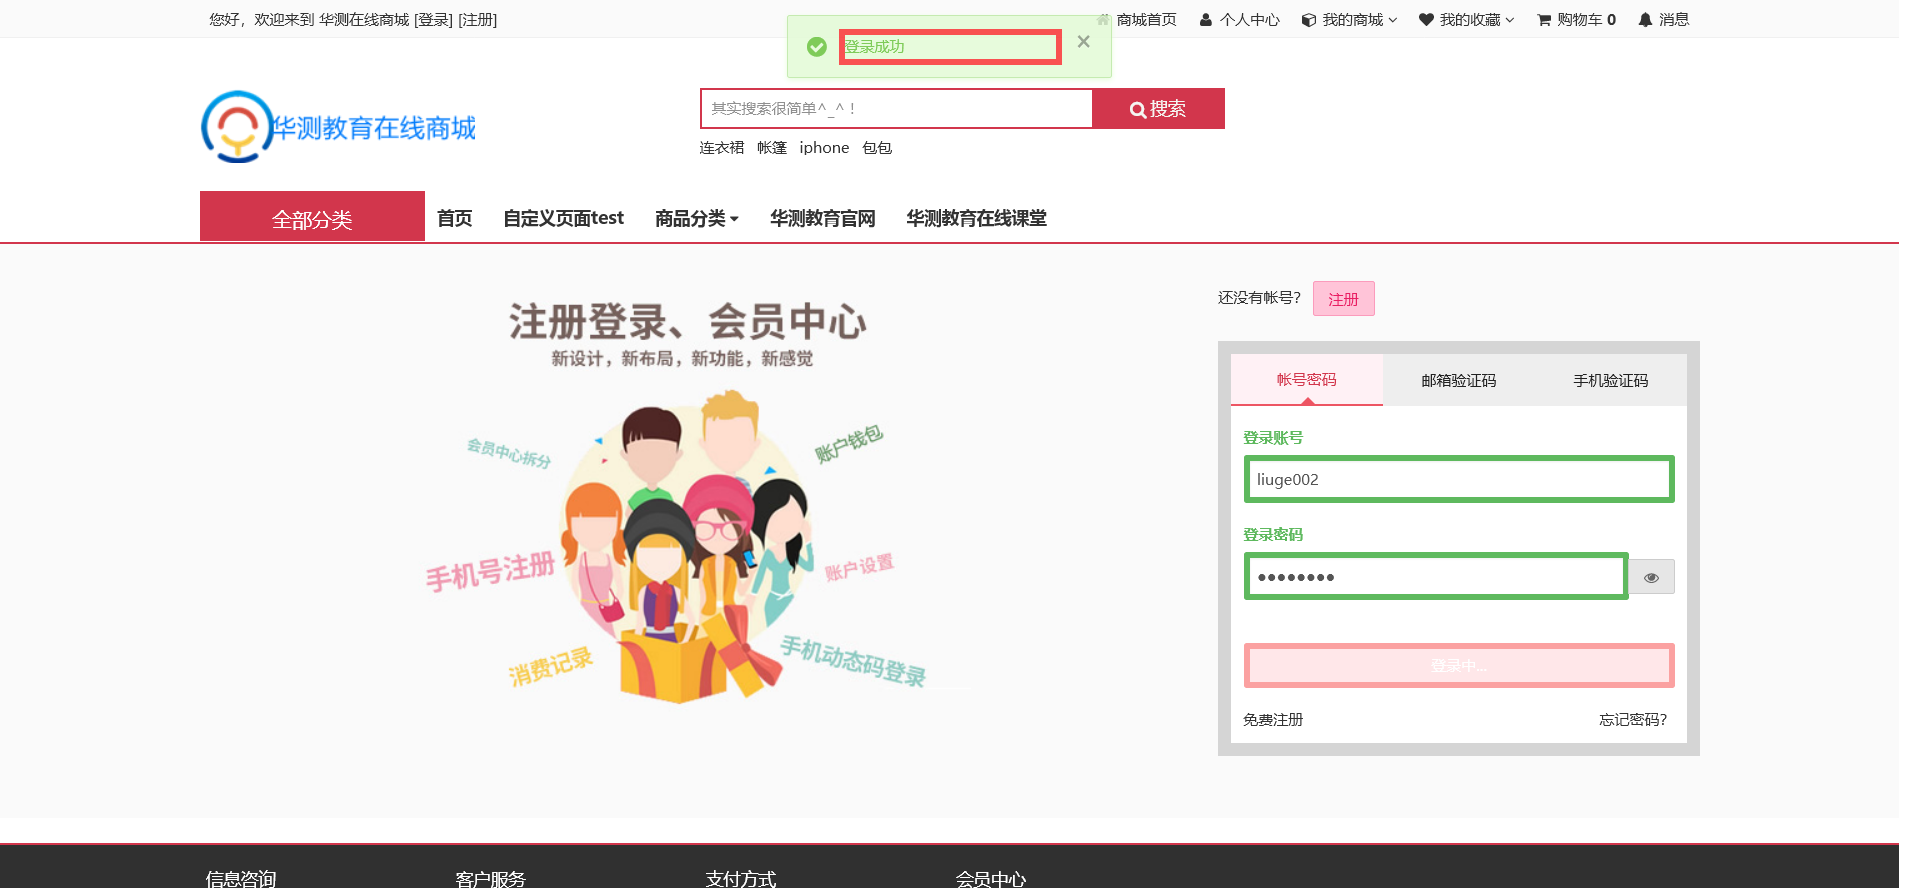 您好，欢迎来到 华测在线商城 [登录] [注册]
商城首页 个人中心 我的商城 我的收藏 购物车 0 消息
登录成功 ×
华测教育在线商城
其实搜索很简单^_^！ 搜索
连衣裙 帐篷 iphone 包包
全部分类 首页 自定义页面test 商品分类 华测教育官网 华测教育在线课堂
还没有帐号？ 注册
注册登录、会员中心
新设计，新布局，新功能，新感觉
会员中心拆分
账户钱包
手机号注册
账户设置
消费记录
手机动态码登录
帐号密码 邮箱验证码 手机验证码
登录账号
liuge002
登录密码
••••••••
登录中...
免费注册 忘记密码?
信息咨询 客户服务 支付方式 会员中心